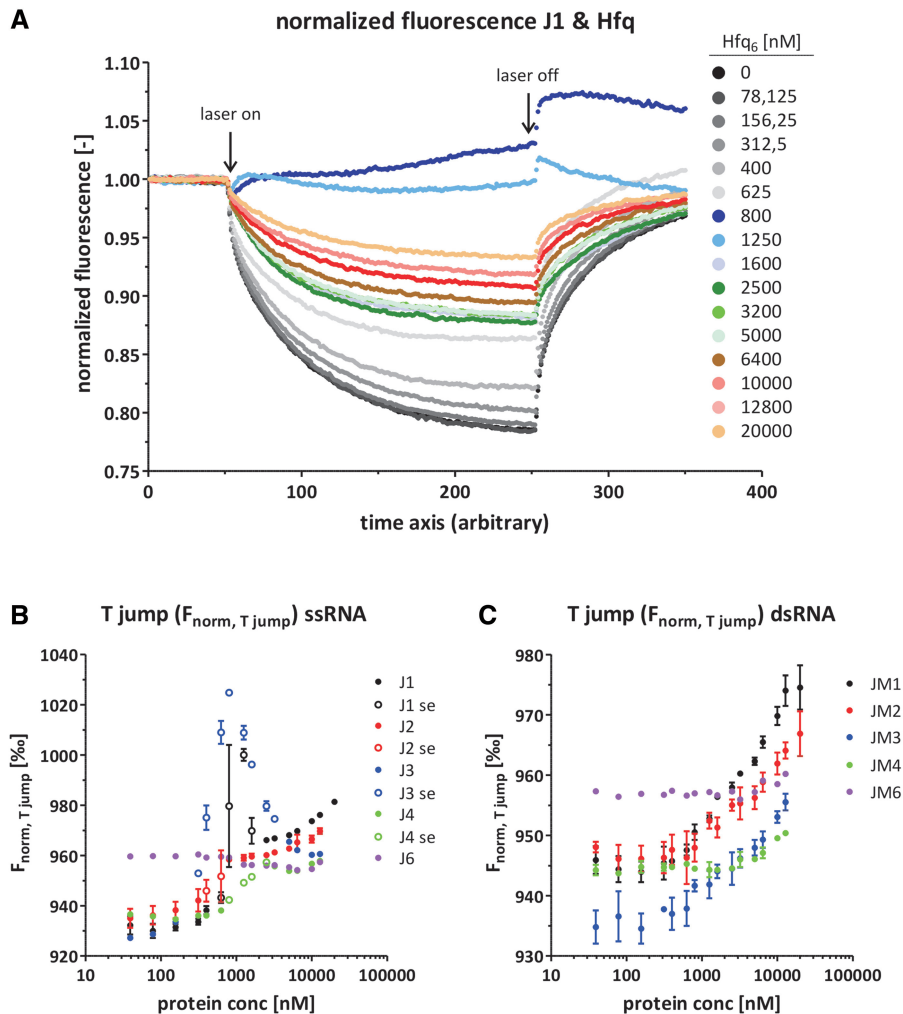 A
normalized fluorescence J1 & Hfq
Hfq6 [nM]
0
78,125
156,25
312,5
400
625
800
1250
1600
2500
3200
5000
6400
10000
12800
20000
laser on
laser off
normalized fluorescence [-]
1.10
1.05
1.00
0.95
0.90
0.85
0.80
0.75
0 100 200 300 400
time axis (arbitrary)
B
T jump (Fnorm, T jump) ssRNA
Fnorm, T jump [‰]
1040
1020
1000
980
960
940
920
10 100 1000 10000 100000
protein conc [nM]
J1
J1 se
J2
J2 se
J3
J3 se
J4
J4 se
J6
C
T jump (Fnorm, T jump) dsRNA
Fnorm, T jump [‰]
980
970
960
950
940
930
10 100 1000 10000 100000
protein conc [nM]
JM1
JM2
JM3
JM4
JM6